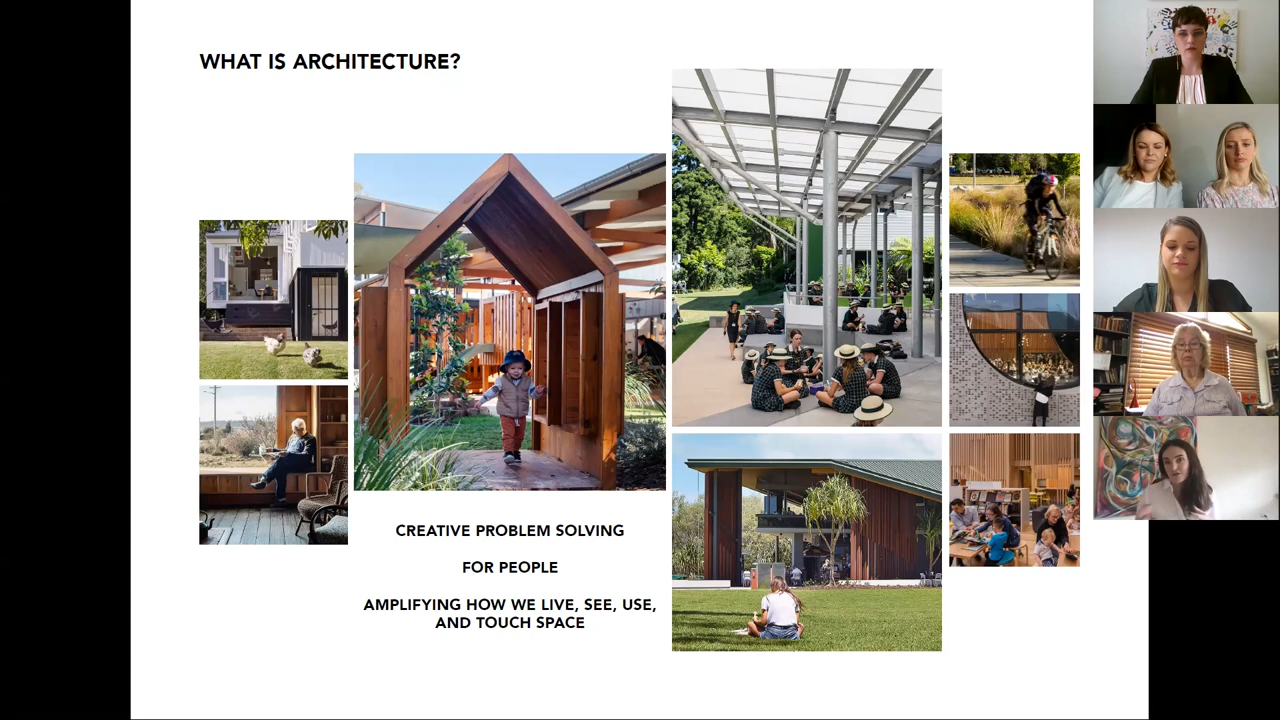 WHAT IS ARCHITECTURE?
CREATIVE PROBLEM SOLVING
FOR PEOPLE
AMPLIFYING HOW WE LIVE, SEE, USE,
AND TOUCH SPACE